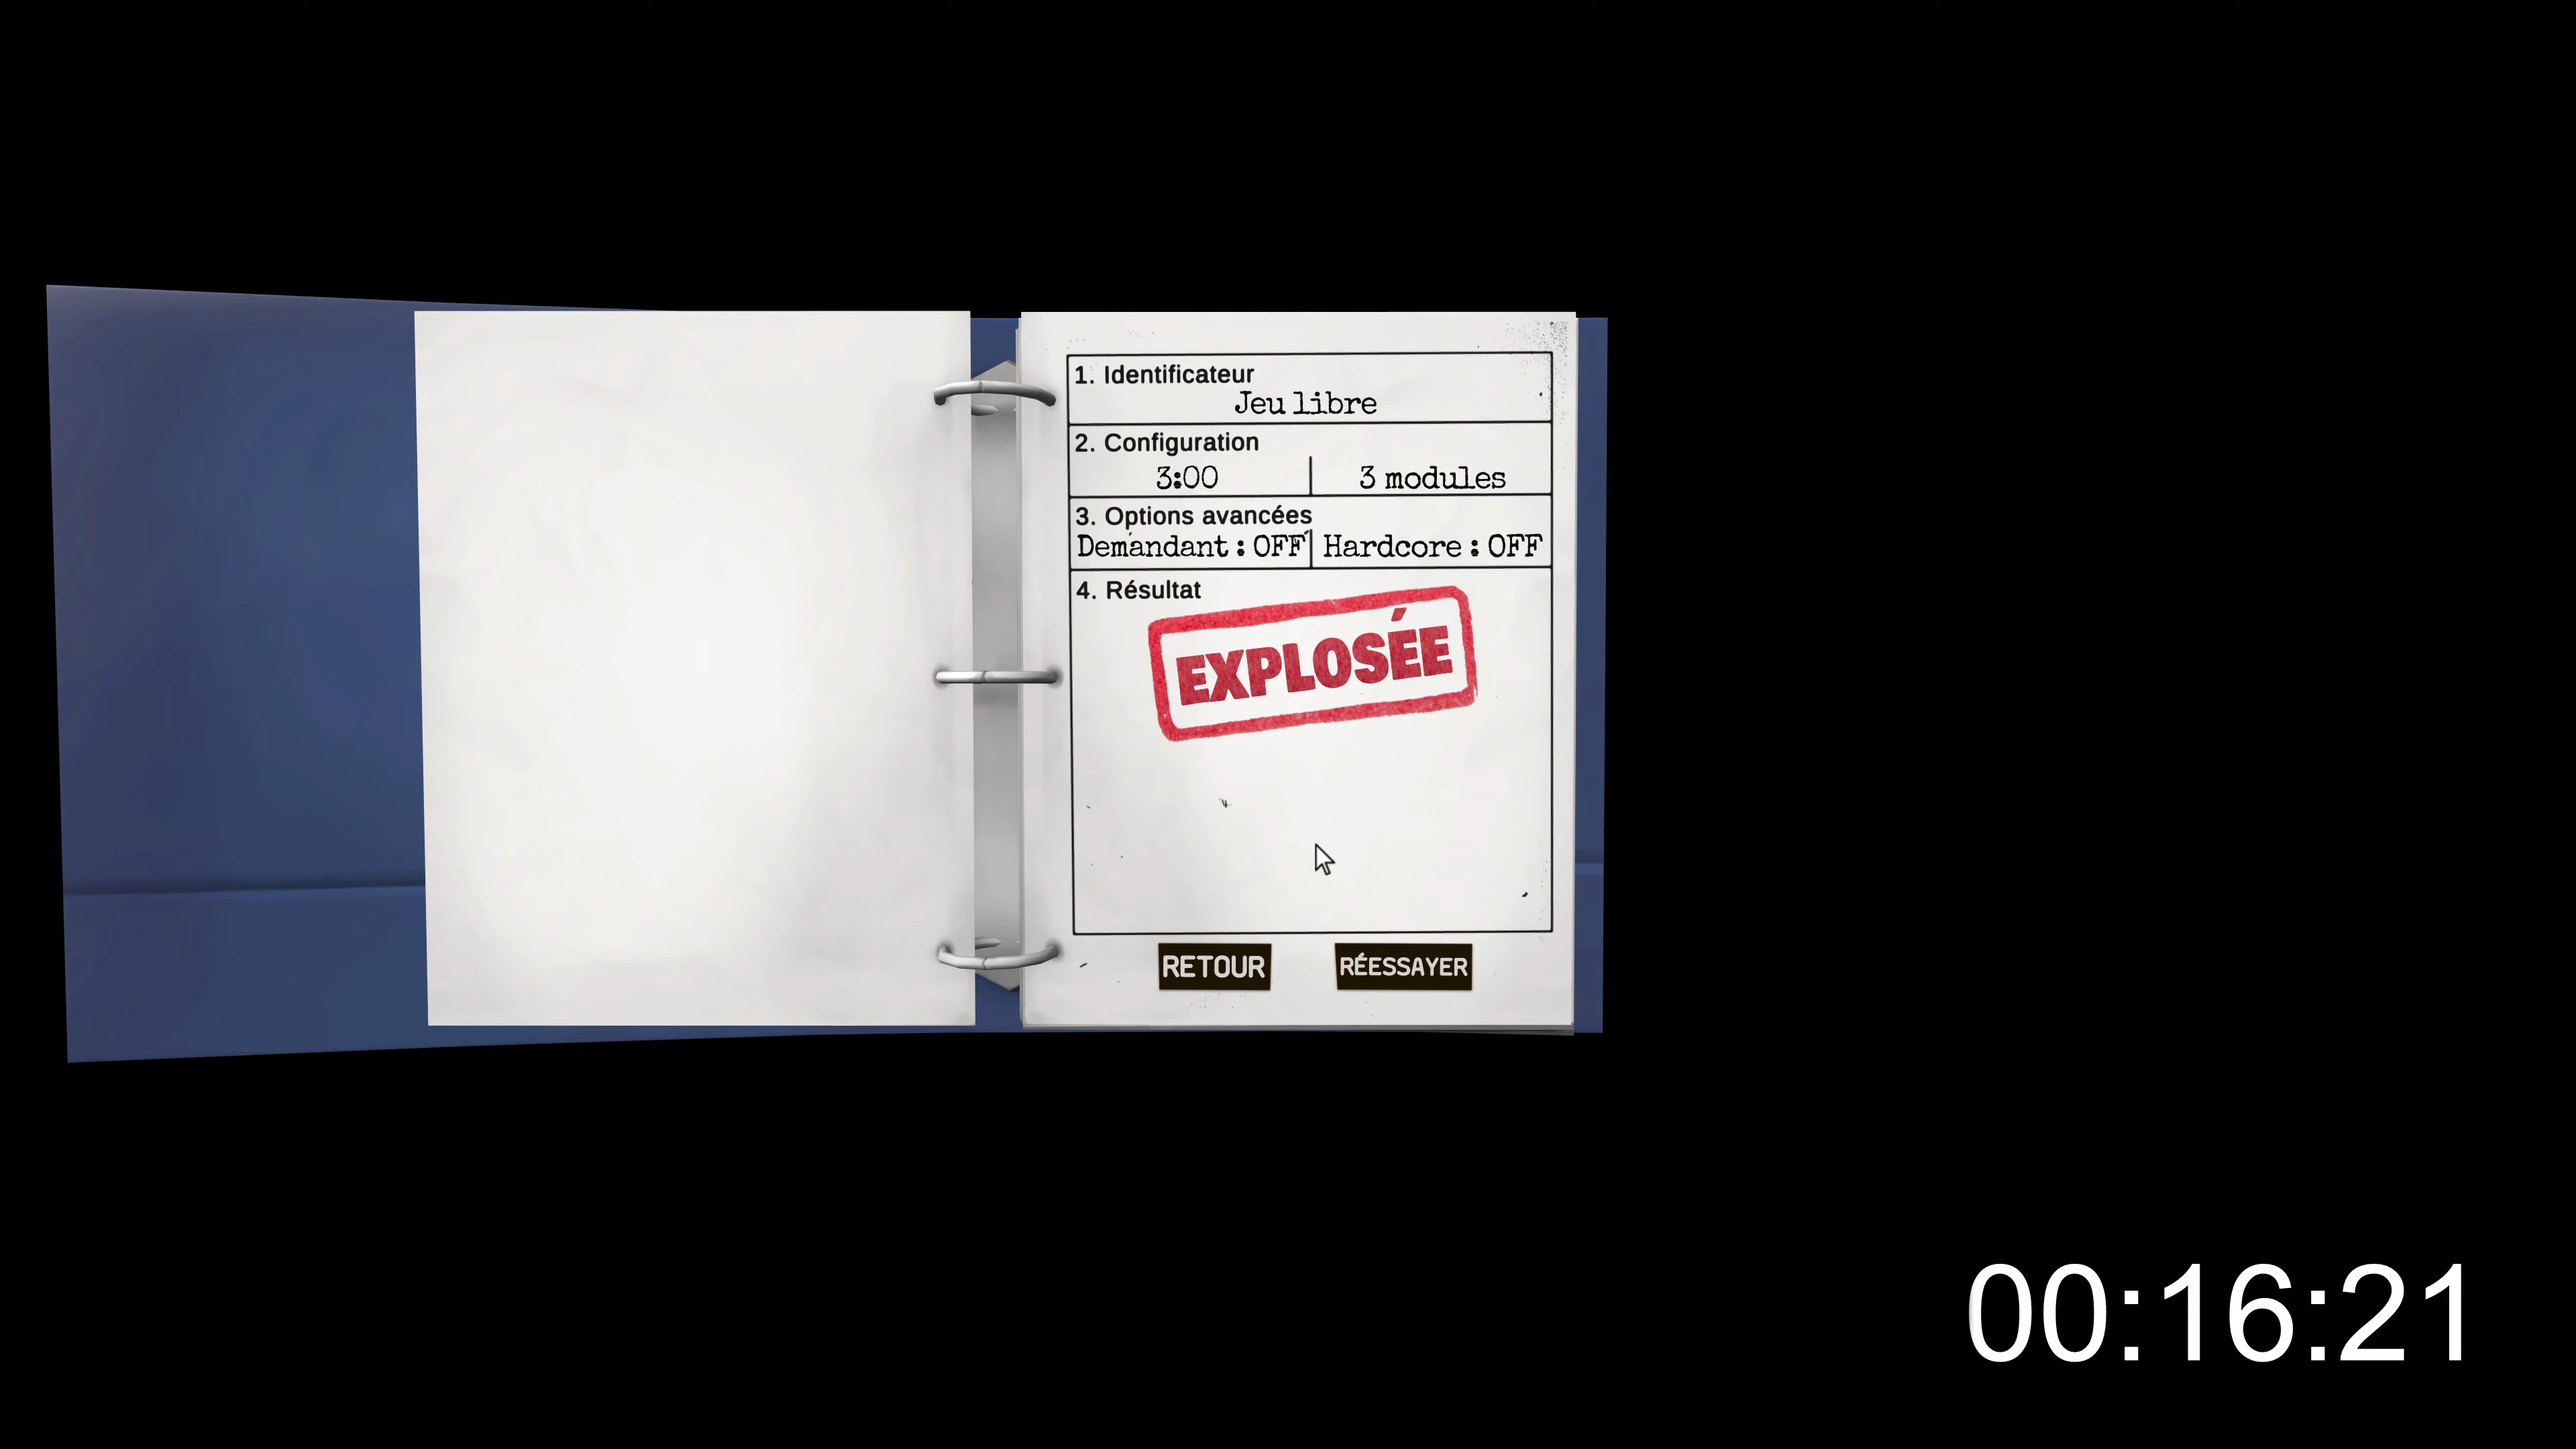 1. Identificateur
Jeu libre
2. Configuration
3:00 3 modules
3. Options avancées
Demandant : OFF Hardcore : OFF
4. Résultat
EXPLOSÉE
RETOUR RÉESSAYER
00:16:21